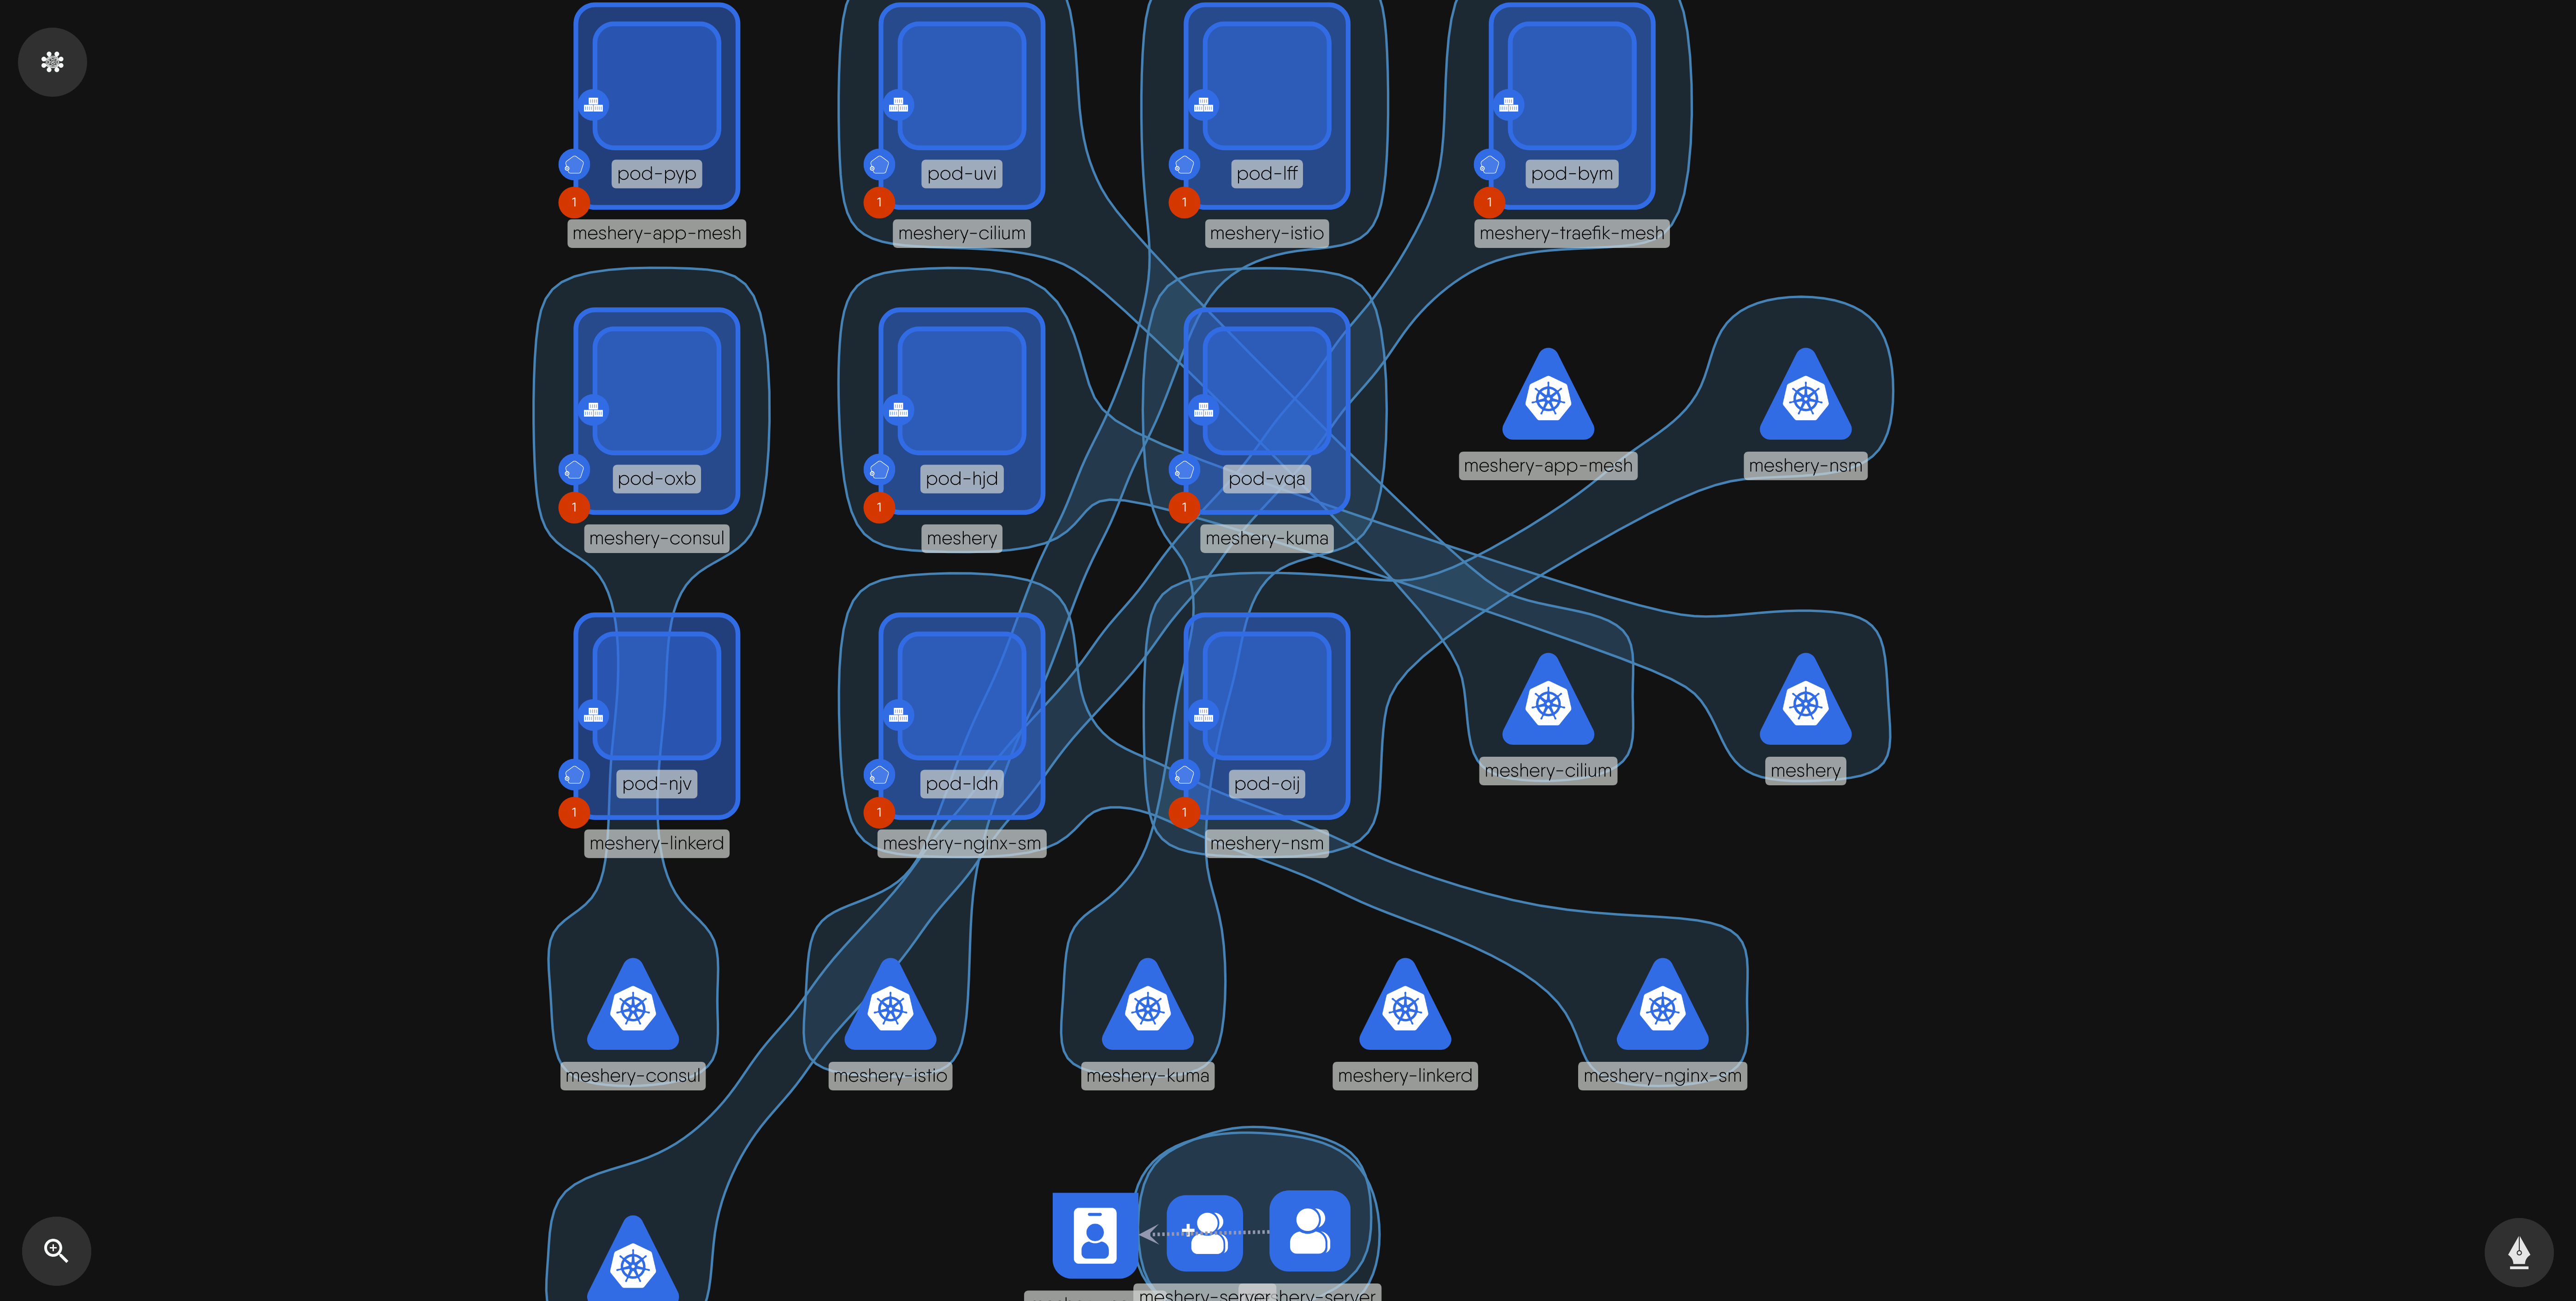 pod-pyp
pod-uvi
pod-lff
pod-bym
1
1
1
1
meshery-app-mesh
meshery-cilium
meshery-istio
meshery-traefik-mesh
pod-oxb
pod-hjd
pod-vqa
meshery-app-mesh
meshery-nsm
1
1
1
meshery-consul
meshery
meshery-kuma
pod-njv
pod-ldh
pod-oij
meshery-cilium
meshery
1
1
1
meshery-linkerd
meshery-nginx-sm
meshery-nsm
meshery-consul
meshery-istio
meshery-kuma
meshery-linkerd
meshery-nginx-sm
meshery-server